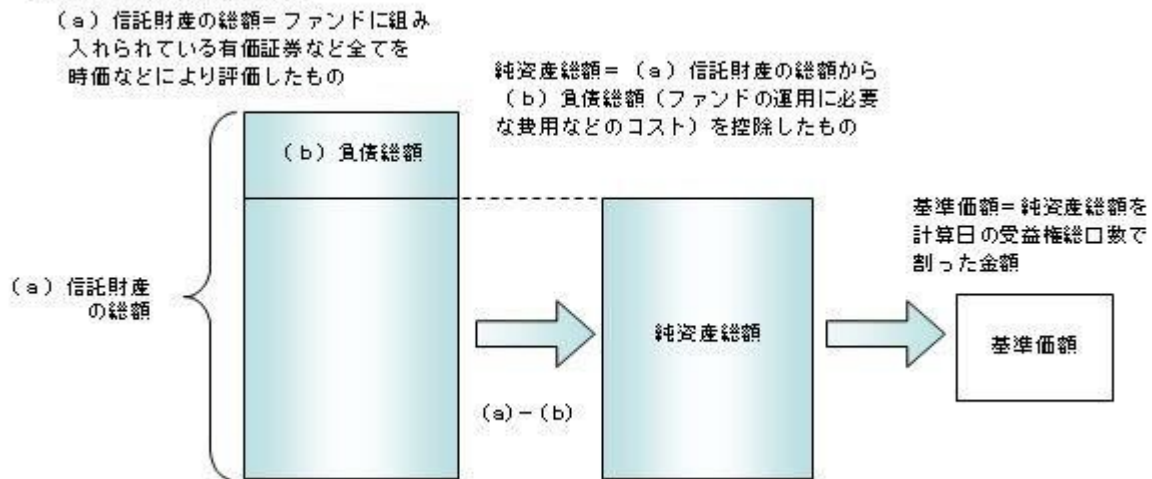 （a）信託財産の総額＝ファンドに組み
入れられている有価証券など全てを
時価などにより評価したもの
純資産総額＝（a）信託財産の総額から
（b）負債総額（ファンドの運用に必要
な費用などのコスト）を控除したもの
（b）負債総額
基準価額＝純資産総額を
計算日の受益権総口数で
割った金額
（a）信託財産
の総額
純資産総額
基準価額
（a）－（b）